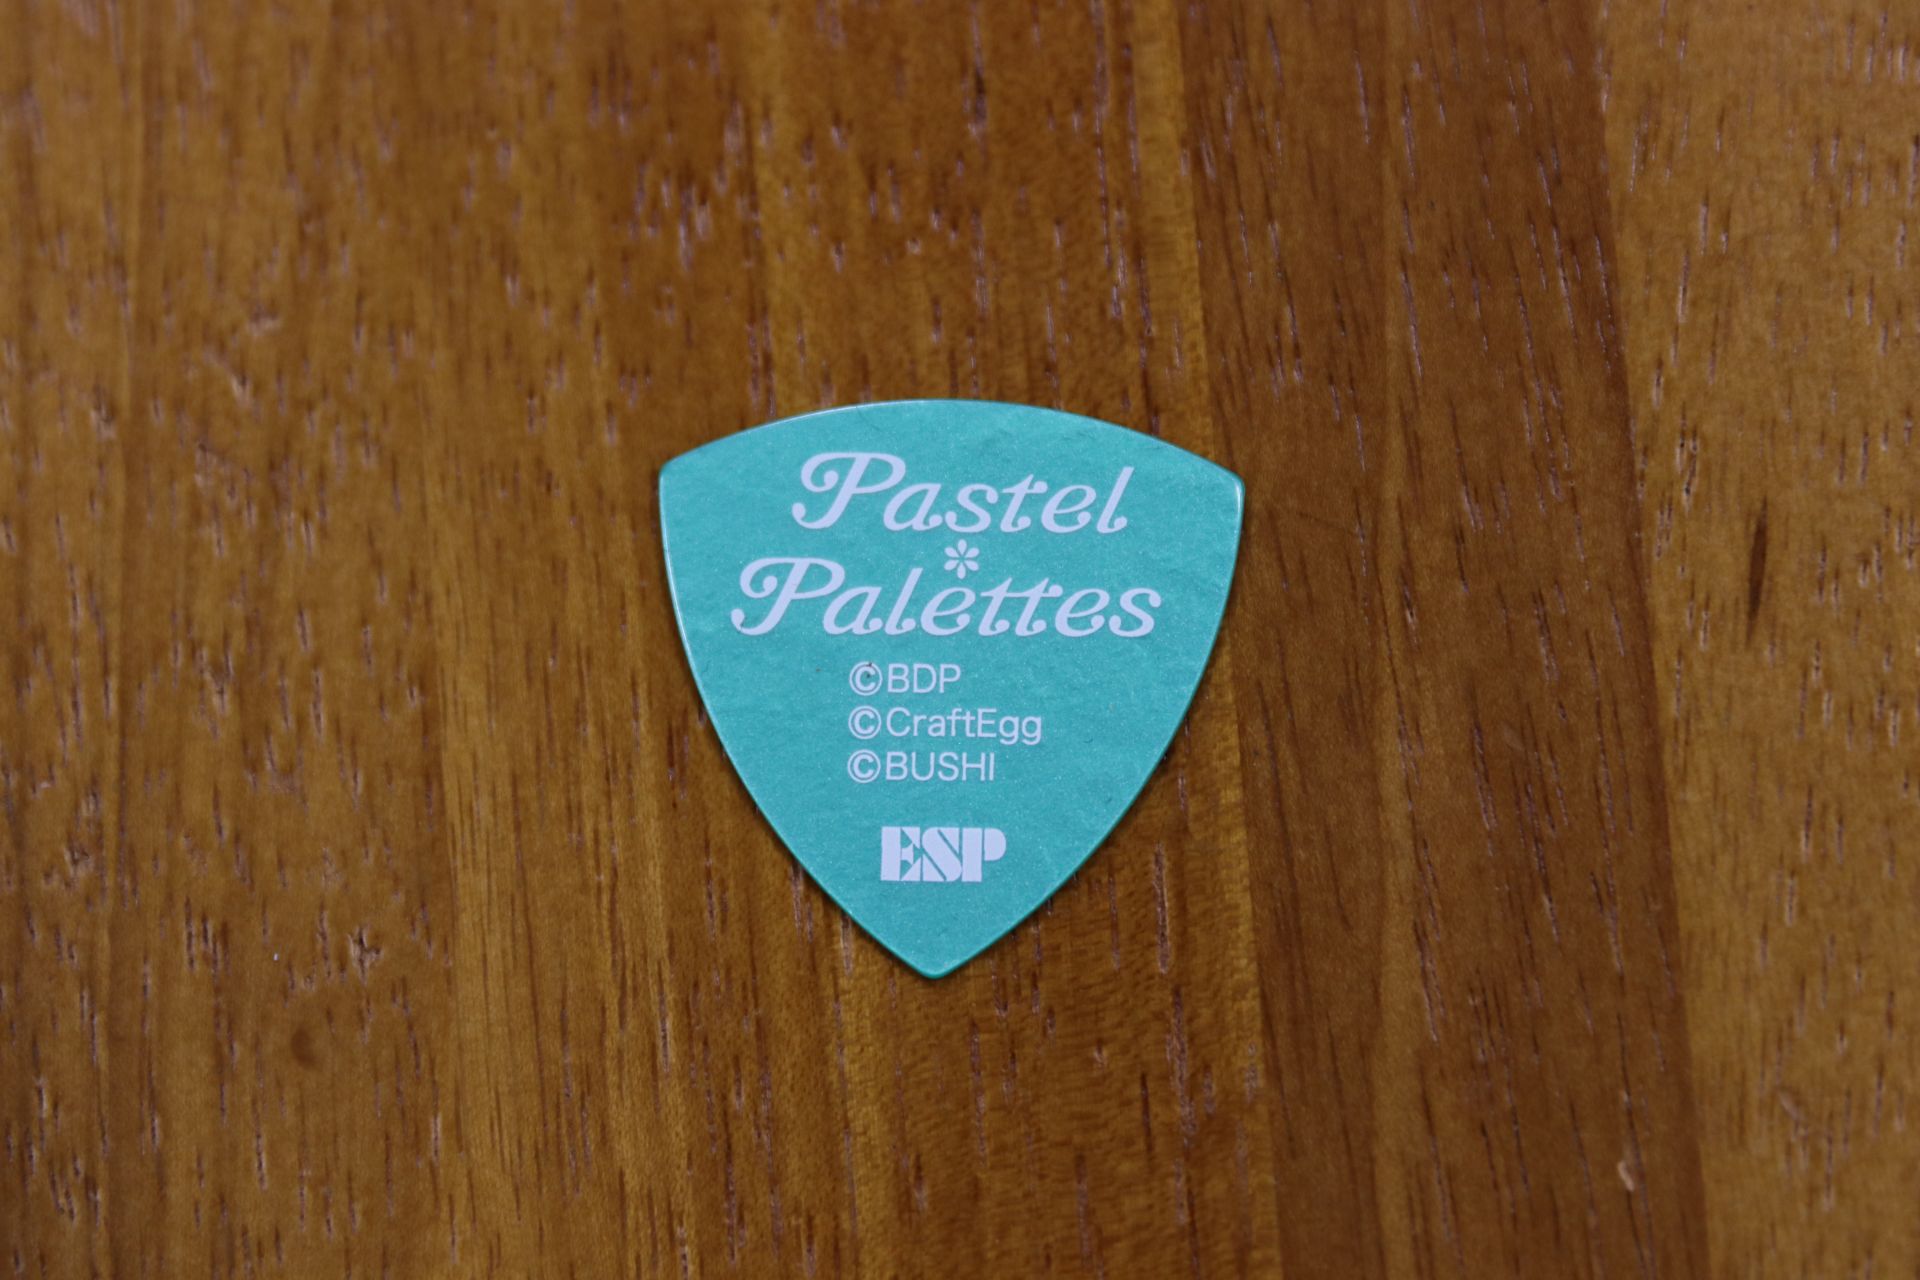 Pastel
*
Palettes
©BDP
©CraftEgg
©BUSHI
ESP